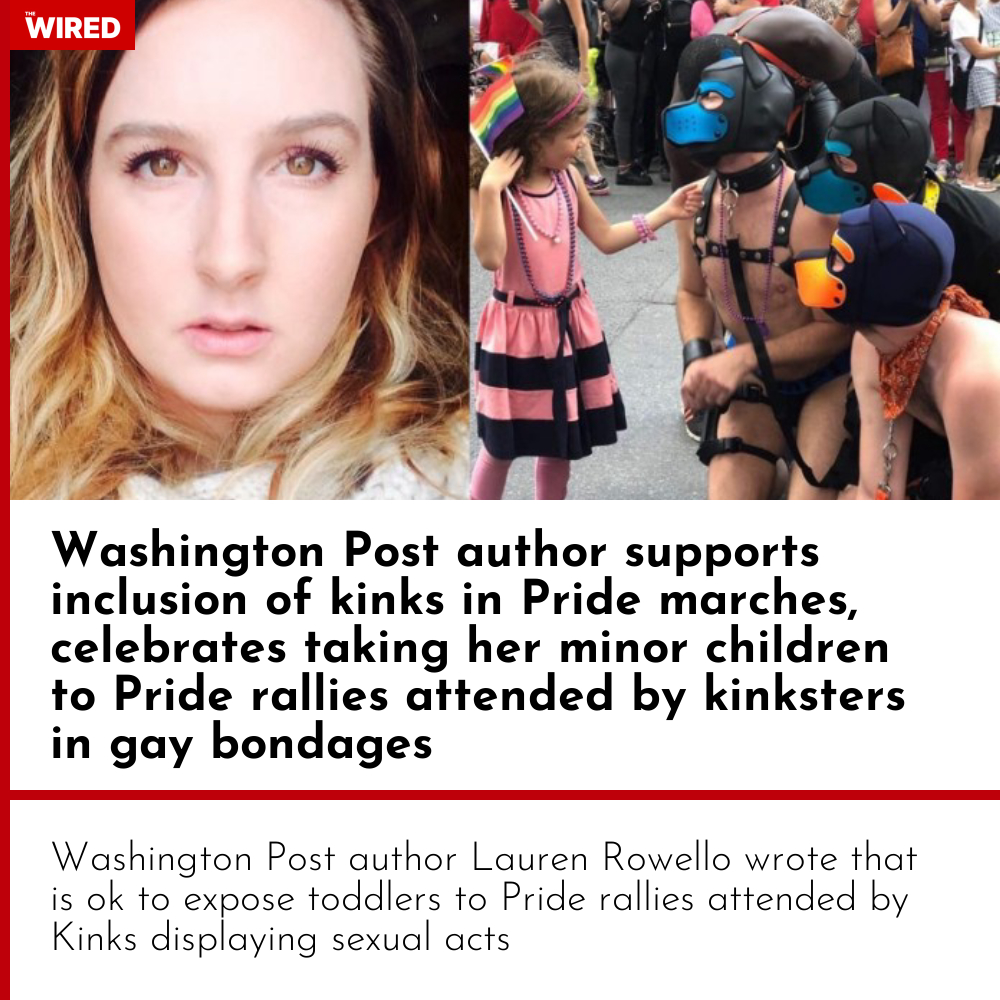 THE
WIRED
Washington Post author supports
inclusion of kinks in Pride marches,
celebrates taking her minor children
to Pride rallies attended by kinksters
in gay bondages
Washington Post author Lauren Rowello wrote that
is ok to expose toddlers to Pride rallies attended by
Kinks displaying sexual acts